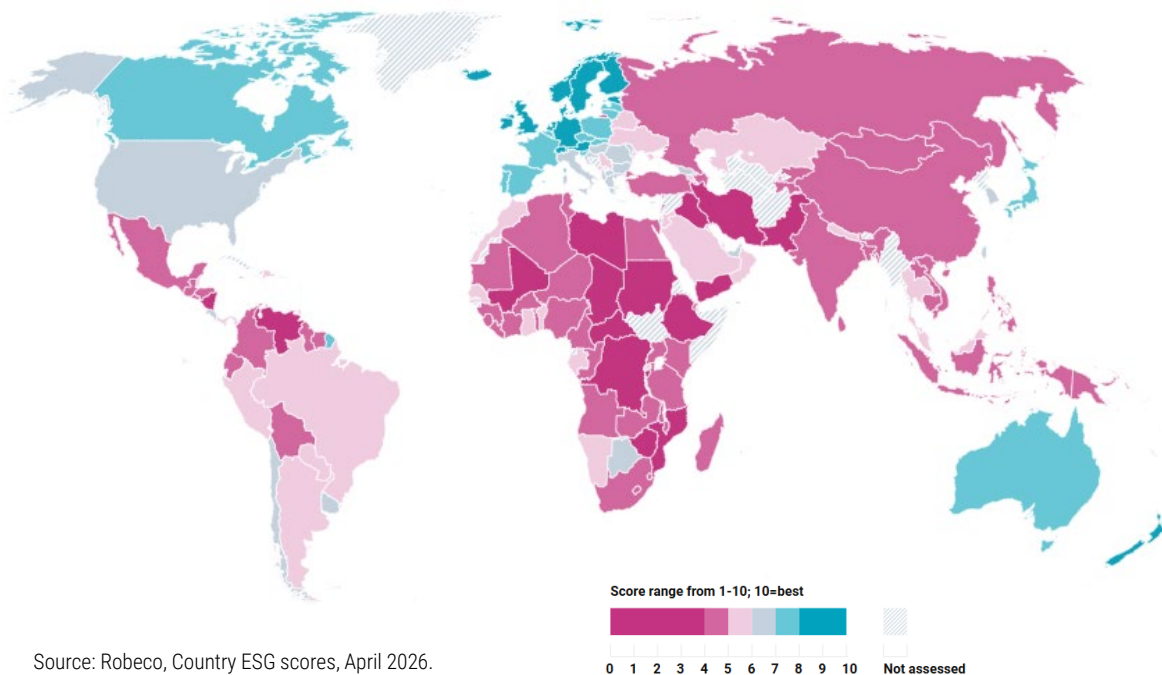 Score range from 1-10; 10=best
0 1 2 3 4 5 6 7 8 9 10 Not assessed
Source: Robeco, Country ESG scores, April 2026.